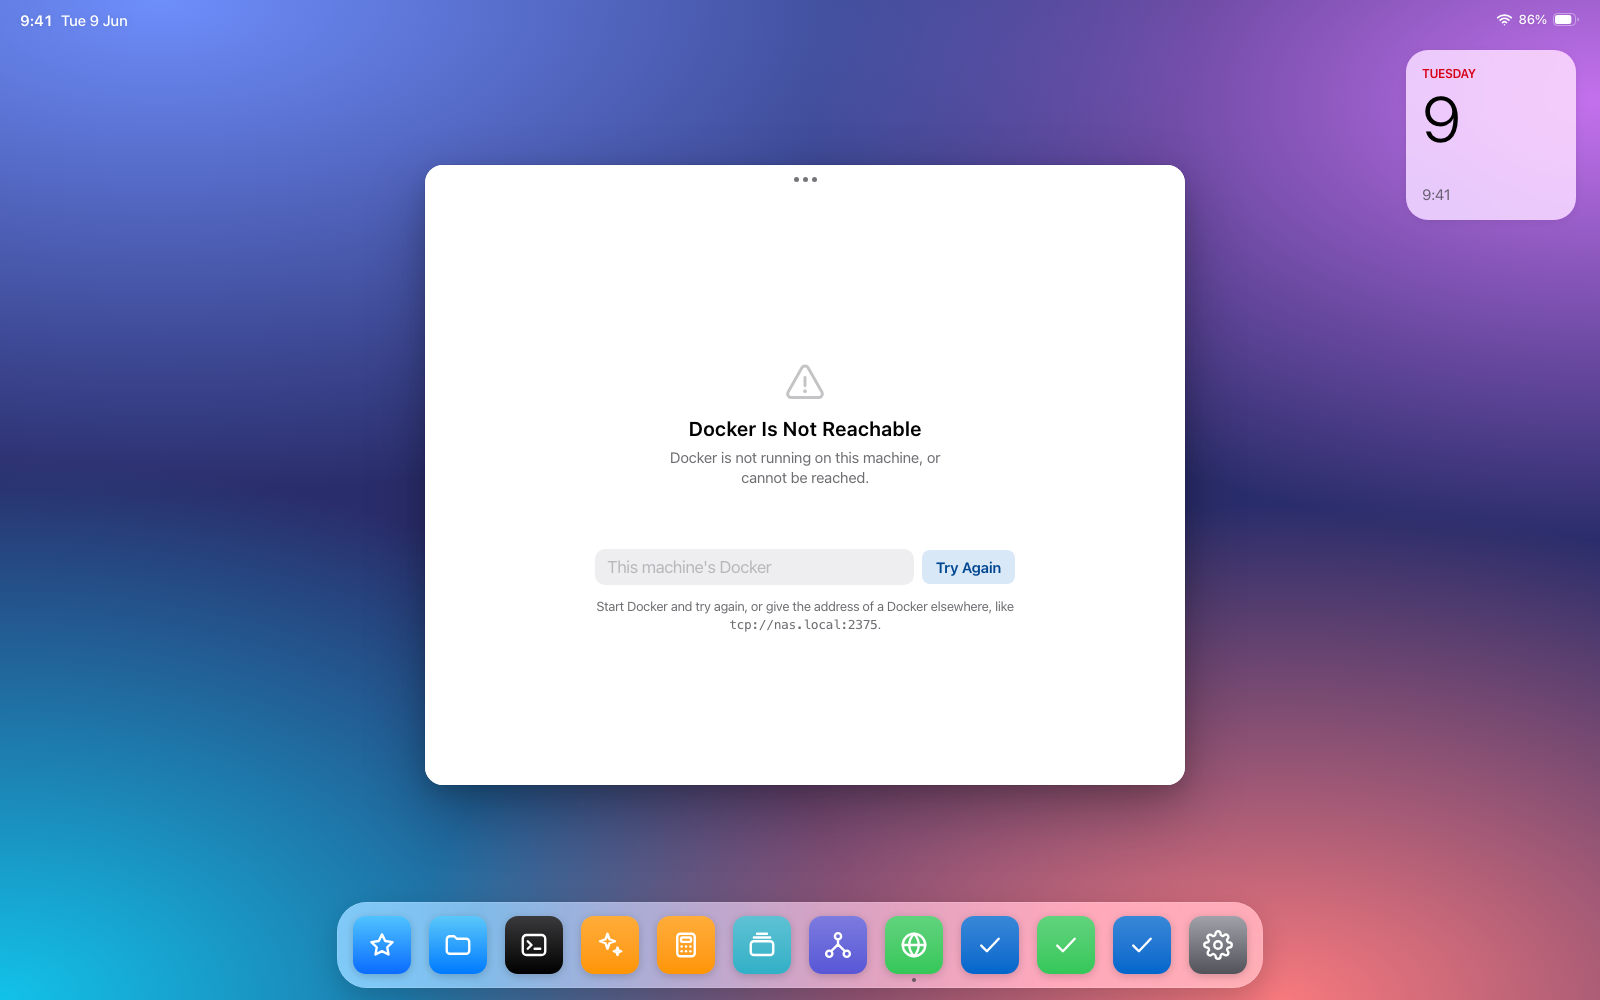 9:41 Tue 9 Jun
86%
TUESDAY
9
9:41
Docker Is Not Reachable
Docker is not running on this machine, or
cannot be reached.
This machine's Docker
Try Again
Start Docker and try again, or give the address of a Docker elsewhere, like
tcp://nas.local:2375.